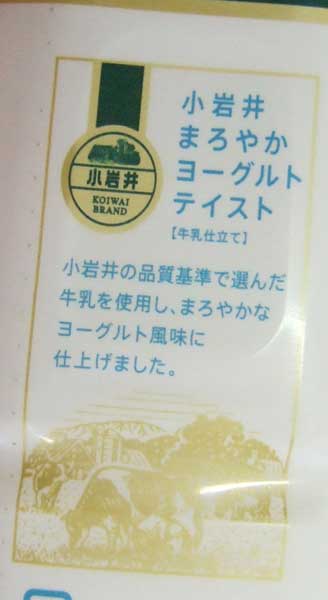 小岩井
KOIWAI
BRAND
小岩井
まろやか
ヨーグルト
テイスト
【牛乳仕立て】
小岩井の品質基準で選んだ
牛乳を使用し、まろやかな
ヨーグルト風味に
仕上げました。